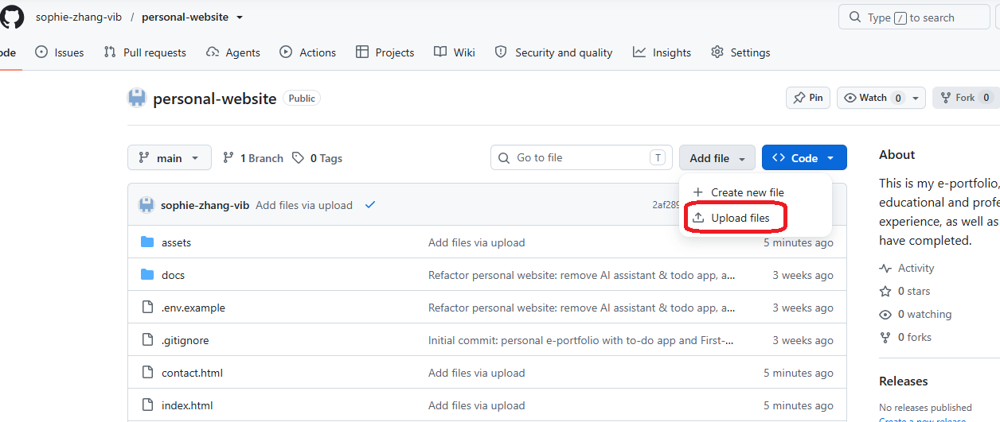 sophie-zhang-vib / personal-website
Type / to search
ode Issues Pull requests Agents Actions Projects Wiki Security and quality Insights Settings
personal-website Public
Pin Watch 0 Fork 0
main 1 Branch 0 Tags Go to file T Add file Code
Create new file
Upload files
sophie-zhang-vib Add files via upload 2af289
assets Add files via upload 5 minutes ago
docs Refactor personal website: remove AI assistant & todo app, a... 3 weeks ago
.env.example Refactor personal website: remove AI assistant & todo app, a... 3 weeks ago
.gitignore Initial commit: personal e-portfolio with to-do app and First-... 3 weeks ago
contact.html Add files via upload 5 minutes ago
index.html Add files via upload 5 minutes ago
About
This is my e-portfolio,
educational and profe
experience, as well as
have completed.
Activity
0 stars
0 watching
0 forks
Releases
No releases published
Create a new release